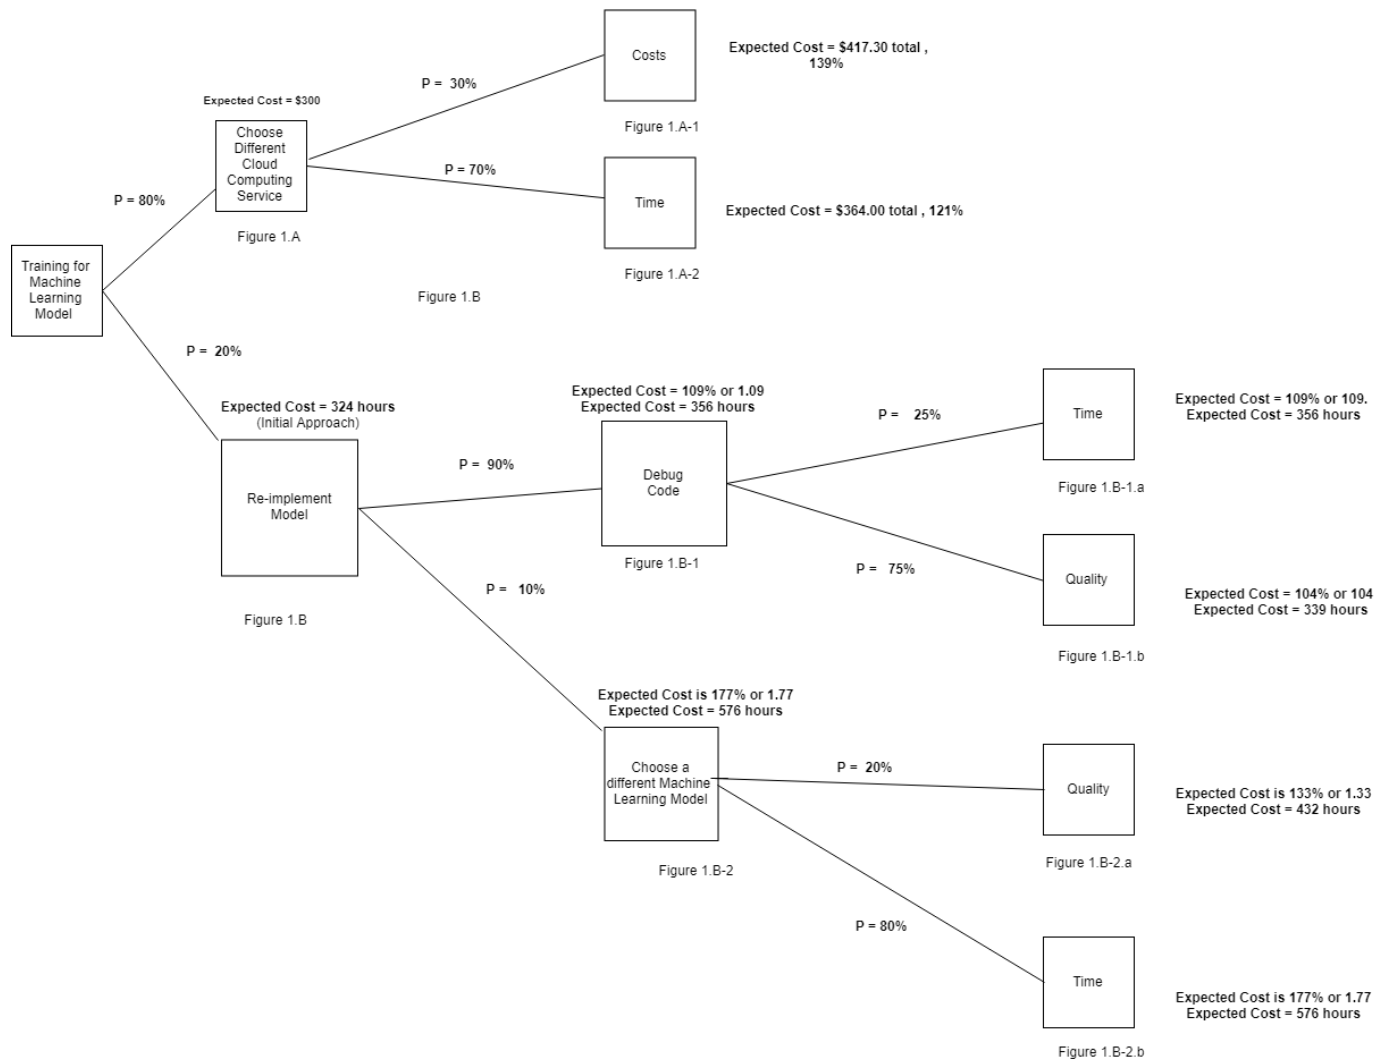 Costs
Expected Cost = $417.30 total ,
139%
P =  30%
Expected Cost = $300
Figure 1.A-1
Choose
Different
Cloud
Computing
Service
P = 70%
Time
P = 80%
Expected Cost = $364.00 total , 121%
Figure 1.A
Figure 1.A-2
Training for
Machine
Learning
Model
Figure 1.B
P =  20%
Expected Cost = 324 hours
(Initial Approach)
Re-implement
Model
Figure 1.B
P =  90%
Expected Cost = 109% or 1.09
Expected Cost = 356 hours
Debug
Code
Figure 1.B-1
P =   25%
Time
Expected Cost = 109% or 109.
Expected Cost = 356 hours
Figure 1.B-1.a
P =   75%
Quality
Expected Cost = 104% or 104
Expected Cost = 339 hours
Figure 1.B-1.b
P =   10%
Expected Cost is 177% or 1.77
Expected Cost = 576 hours
Choose a
different Machine
Learning Model
Figure 1.B-2
P =  20%
Quality
Expected Cost is 133% or 1.33
Expected Cost = 432 hours
Figure 1.B-2.a
P = 80%
Time
Expected Cost is 177% or 1.77
Expected Cost = 576 hours
Figure 1.B-2.b